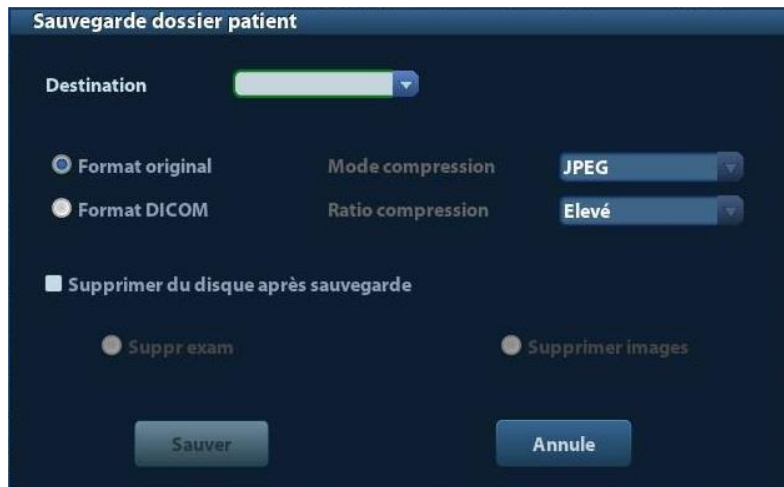 Sauvegarde dossier patient
Destination
Format original Mode compression JPEG
Format DICOM Ratio compression Elevé
Supprimer du disque après sauvegarde
Suppr exam Supprimer images
Sauver Annule